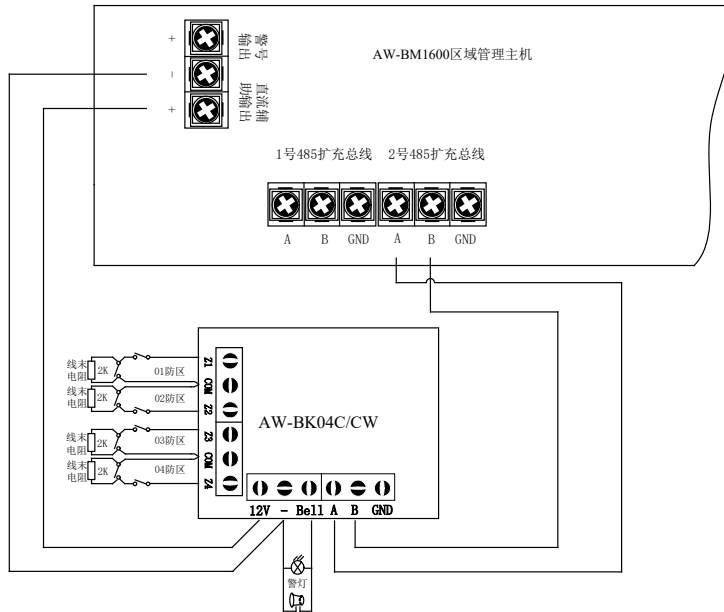 +
警号
输出
-
直流辅
助输出
+
AW-BM1600区域管理主机
1号485扩充总线 2号485扩充总线
A B GND A B GND
线末
电阻
2K
01防区
线末
电阻
2K
02防区
线末
电阻
2K
03防区
线末
电阻
2K
04防区
Z1
COM
Z2
Z3
COM
Z4
AW-BK04C/CW
12V - Bell A B GND
警灯